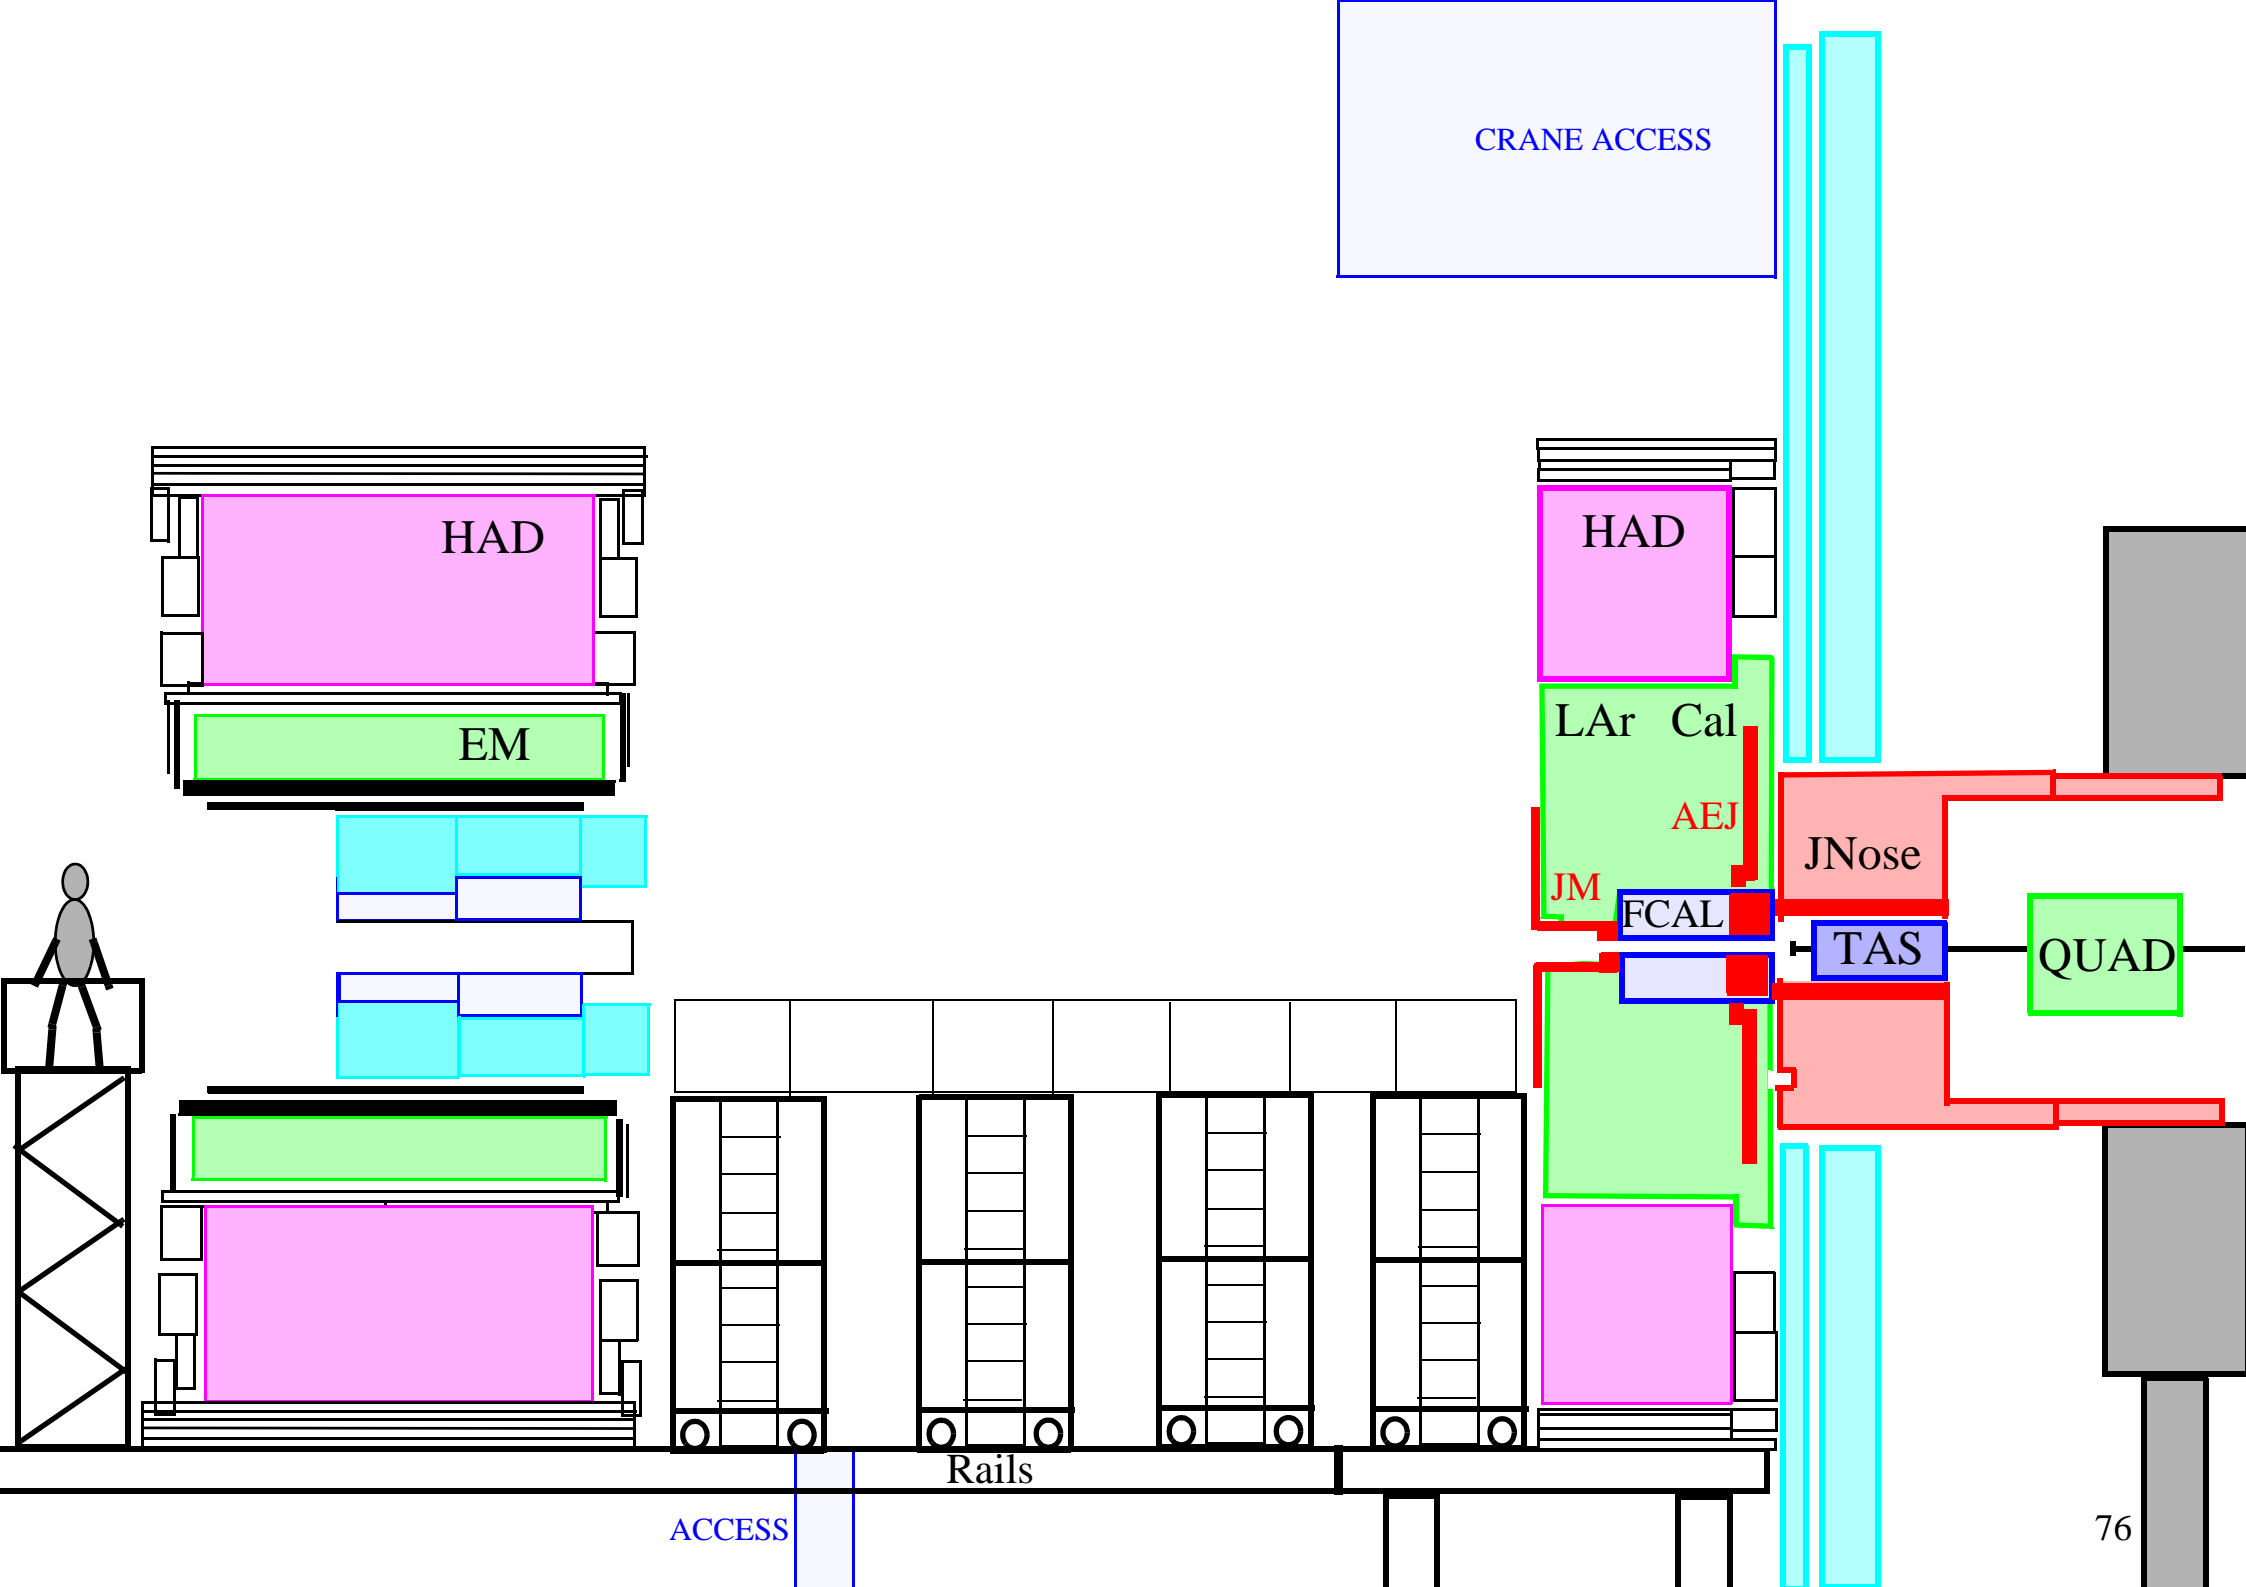 CRANE ACCESS
HAD
HAD
EM
LAr Cal
AEJ
JNose
JM
FCAL
TAS
QUAD
Rails
ACCESS
76